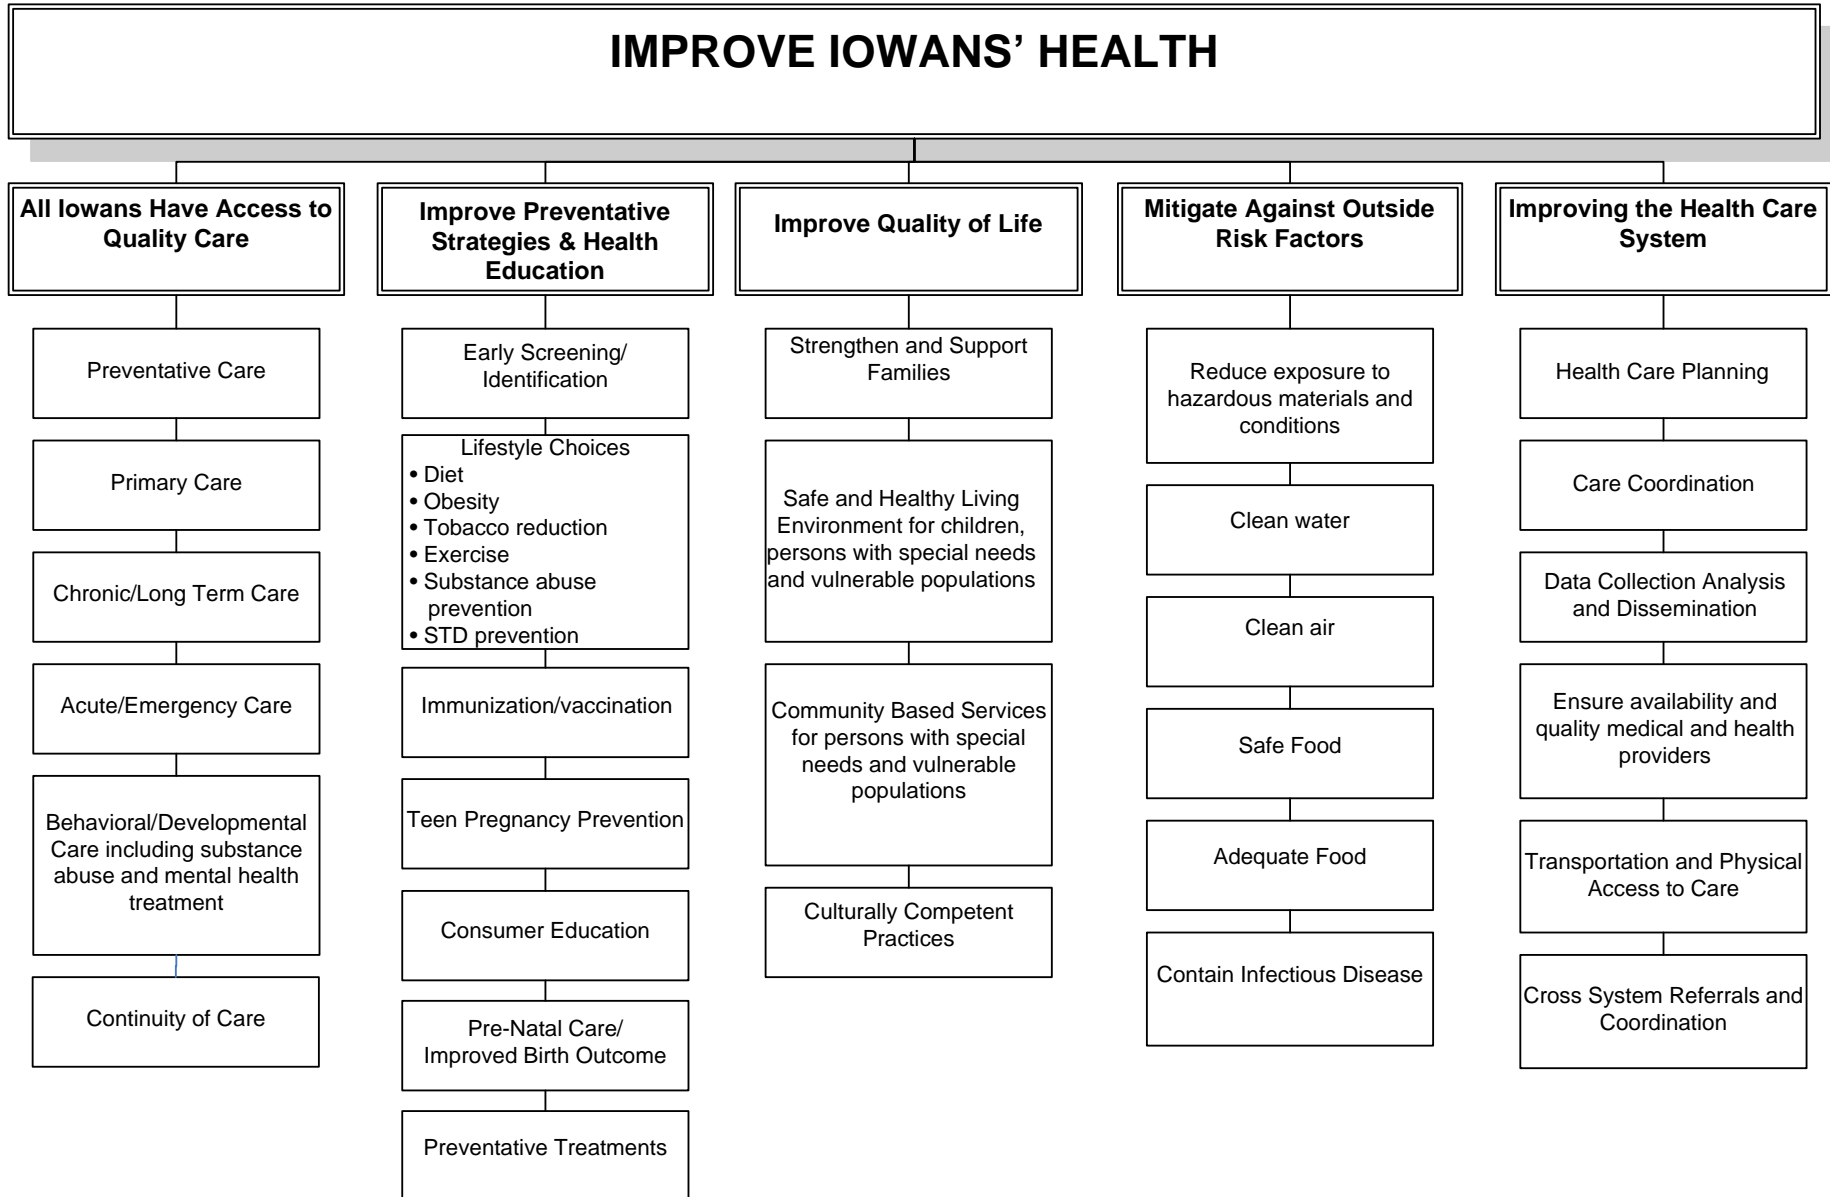 IMPROVE IOWANS’ HEALTH
All Iowans Have Access to
Quality Care
Preventative Care
Primary Care
Chronic/Long Term Care
Acute/Emergency Care
Behavioral/Developmental
Care including substance
abuse and mental health
treatment
Continuity of Care
Improve Preventative
Strategies & Health
Education
Early Screening/
Identification
Lifestyle Choices
• Diet
• Obesity
• Tobacco reduction
• Exercise
• Substance abuse
prevention
• STD prevention
Immunization/vaccination
Teen Pregnancy Prevention
Consumer Education
Pre-Natal Care/
Improved Birth Outcome
Preventative Treatments
Improve Quality of Life
Strengthen and Support
Families
Safe and Healthy Living
Environment for children,
persons with special needs
and vulnerable populations
Community Based Services
for persons with special
needs and vulnerable
populations
Culturally Competent
Practices
Mitigate Against Outside
Risk Factors
Reduce exposure to
hazardous materials and
conditions
Clean water
Clean air
Safe Food
Adequate Food
Contain Infectious Disease
Improving the Health Care
System
Health Care Planning
Care Coordination
Data Collection Analysis
and Dissemination
Ensure availability and
quality medical and health
providers
Transportation and Physical
Access to Care
Cross System Referrals and
Coordination